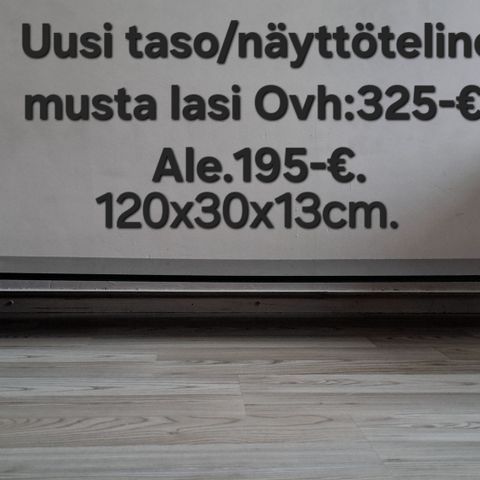 Uusi taso/näyttöteline
musta lasi Ovh:325-€
Ale.195-€.
120x30x13cm.